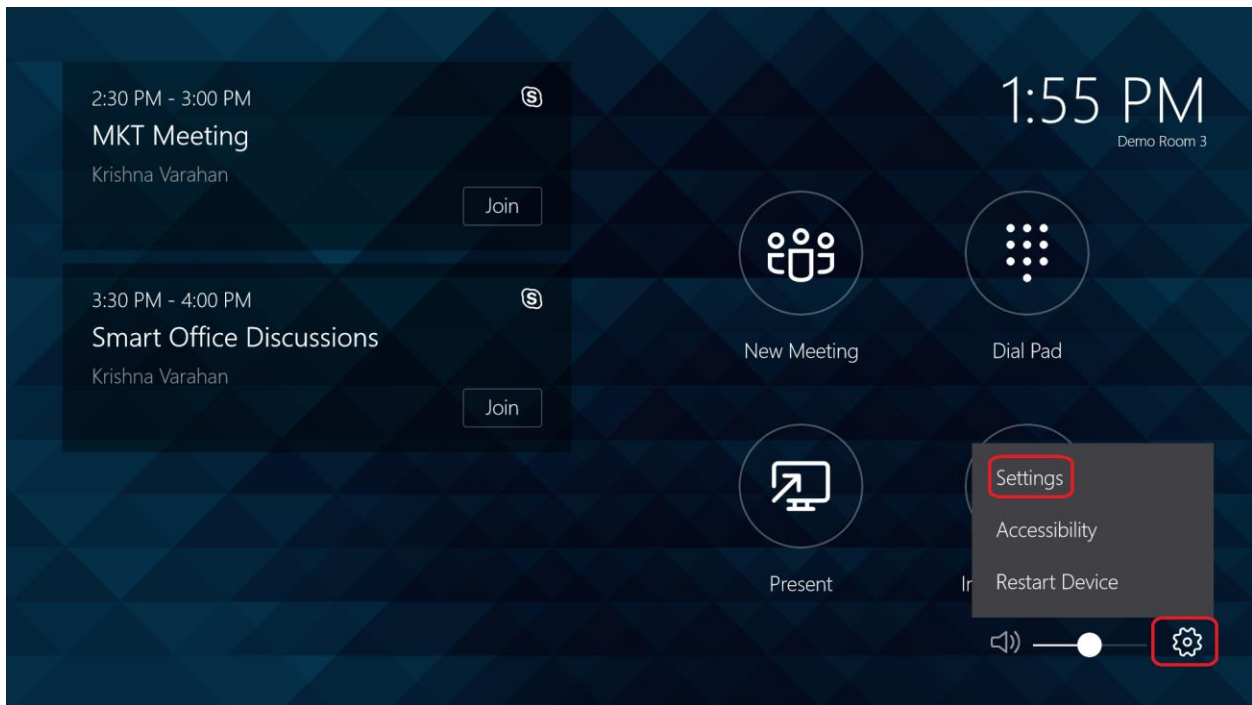 2:30 PM - 3:00 PM
MKT Meeting
Krishna Varahan
Join
3:30 PM - 4:00 PM
Smart Office Discussions
Krishna Varahan
Join
1:55 PM
Demo Room 3
New Meeting
Dial Pad
Present
Settings
Accessibility
Restart Device